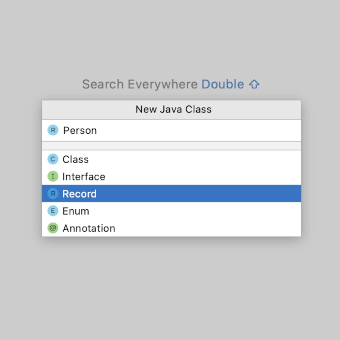 Search Everywhere Double ⇧
New Java Class
R Person
C Class
I Interface
R Record
E Enum
@ Annotation